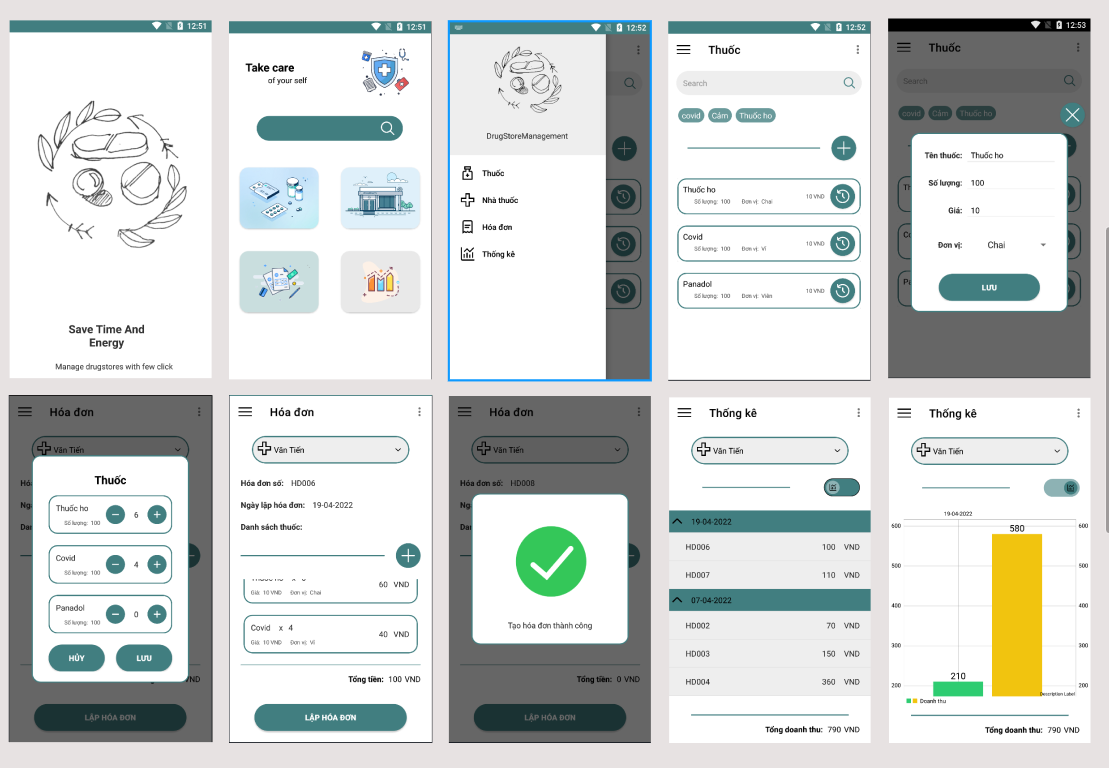 12:51
Save Time And
Energy
Manage drugstores with few click
12:51
Take care
of your self
12:52
DrugStoreManagement
Thuốc
Nhà thuốc
Hóa đơn
Thống kê
12:52
Thuốc
Search
covid Cảm Thuốc ho
Thuốc ho
Số lượng: 100 Đơn vị: Chai 10 VND
Covid
Số lượng: 100 Đơn vị: Vỉ 10 VND
Panadol
Số lượng: 100 Đơn vị: Viên 10 VND
12:53
Thuốc
Search
covid Cảm Thuốc ho
Tên thuốc: Thuốc ho
Số lượng: 100
Giá: 10
Đơn vị: Chai
LƯU
Hóa đơn
Văn Tiến
Thuốc
Thuốc ho
Số lượng: 100 6
Covid
Số lượng: 100 4
Panadol
Số lượng: 100 0
HỦY LƯU
VND
LẬP HÓA ĐƠN
Hóa đơn
Văn Tiến
Hóa đơn số: HD006
Ngày lập hóa đơn: 19-04-2022
Danh sách thuốc:
60 VND
Giá: 10 VND Đơn vị: Chai
Covid x 4
Giá: 10 VND Đơn vị: Vỉ 40 VND
Tổng tiền: 100 VND
LẬP HÓA ĐƠN
Hóa đơn
Văn Tiến
Hóa đơn số: HD008
Tạo hóa đơn thành công
Tổng tiền: 0 VND
LẬP HÓA ĐƠN
Thống kê
Văn Tiến
19-04-2022
HD006 100 VND
HD007 110 VND
07-04-2022
HD002 70 VND
HD003 150 VND
HD004 360 VND
Tổng doanh thu: 790 VND
Thống kê
Văn Tiến
19-04-2022
600 580 600
500 500
400 400
300 300
210
200 200
Description Label
Doanh thu
Tổng doanh thu: 790 VND